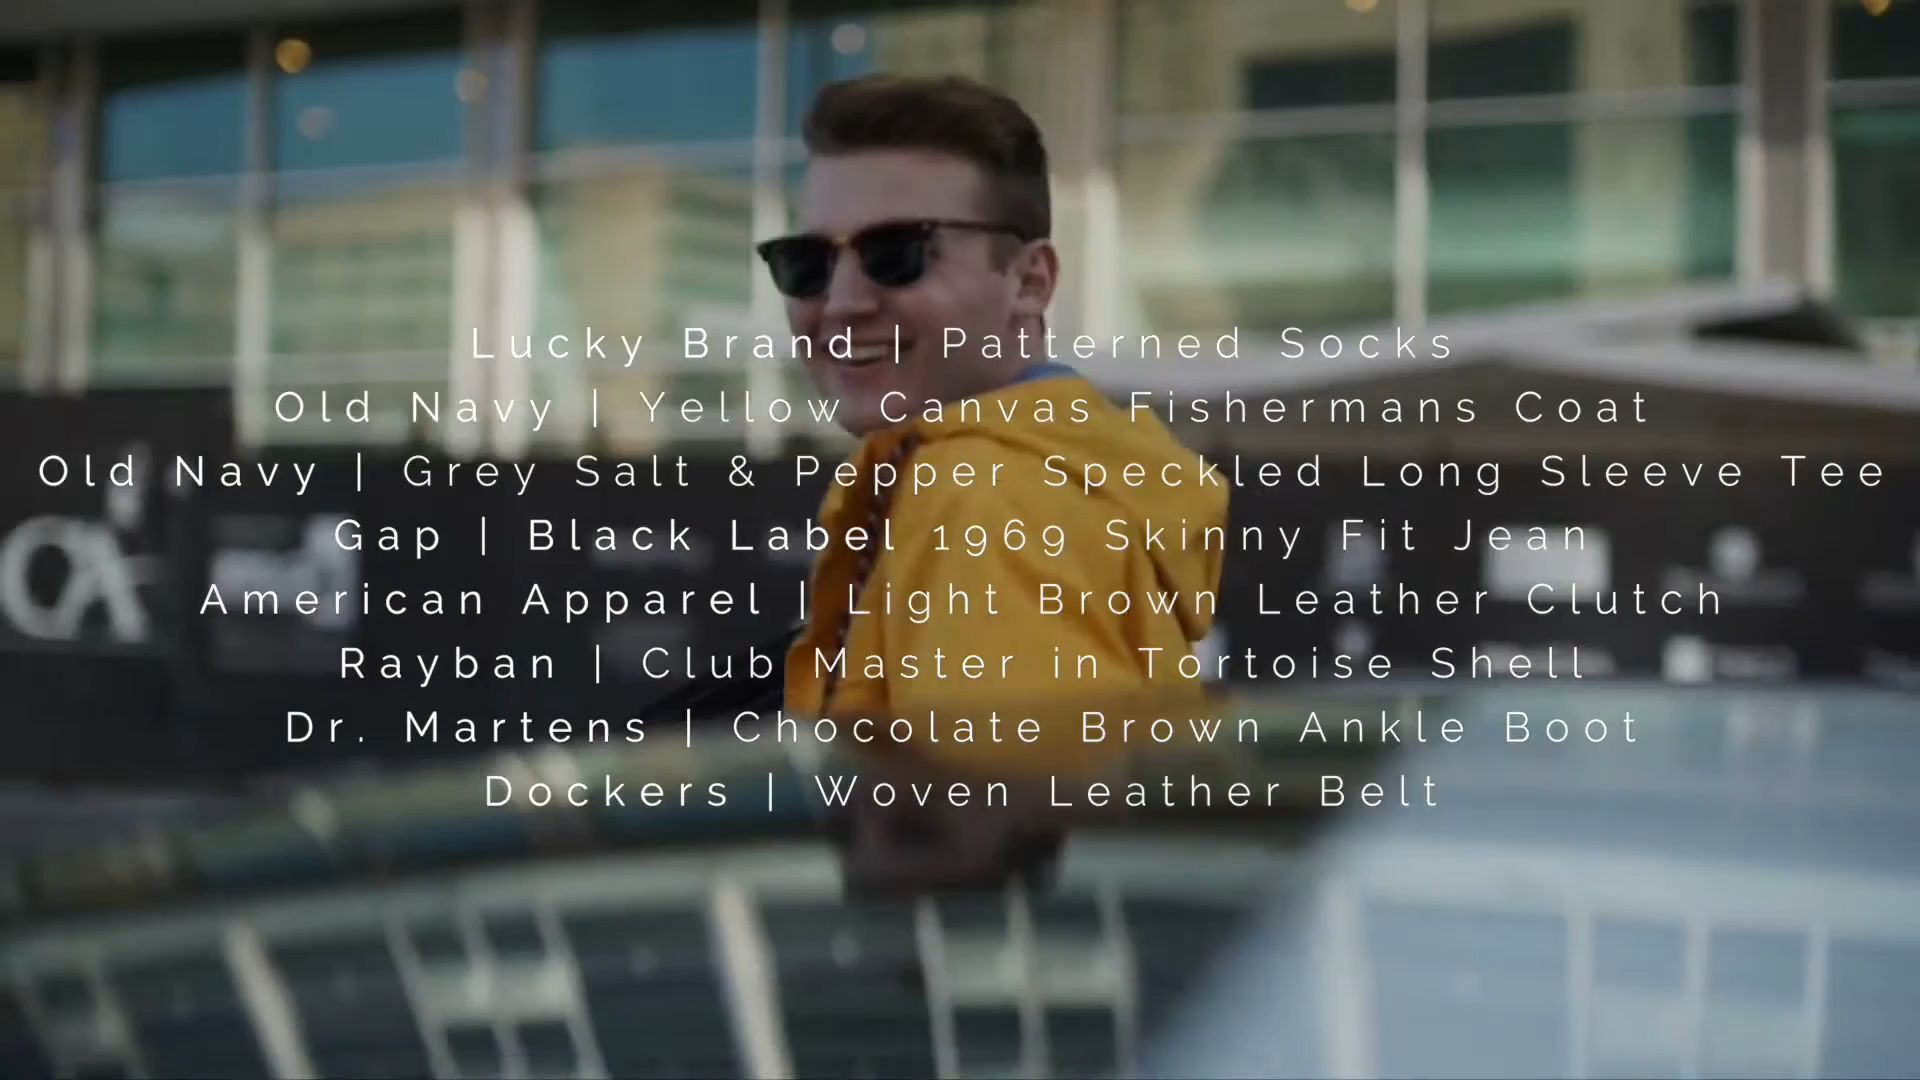 Lucky Brand | Patterned Socks
Old Navy | Yellow Canvas Fishermans Coat
Old Navy | Grey Salt & Pepper Speckled Long Sleeve Tee
Gap | Black Label 1969 Skinny Fit Jean
American Apparel | Light Brown Leather Clutch
Rayban | Club Master in Tortoise Shell
Dr. Martens | Chocolate Brown Ankle Boot
Dockers | Woven Leather Belt